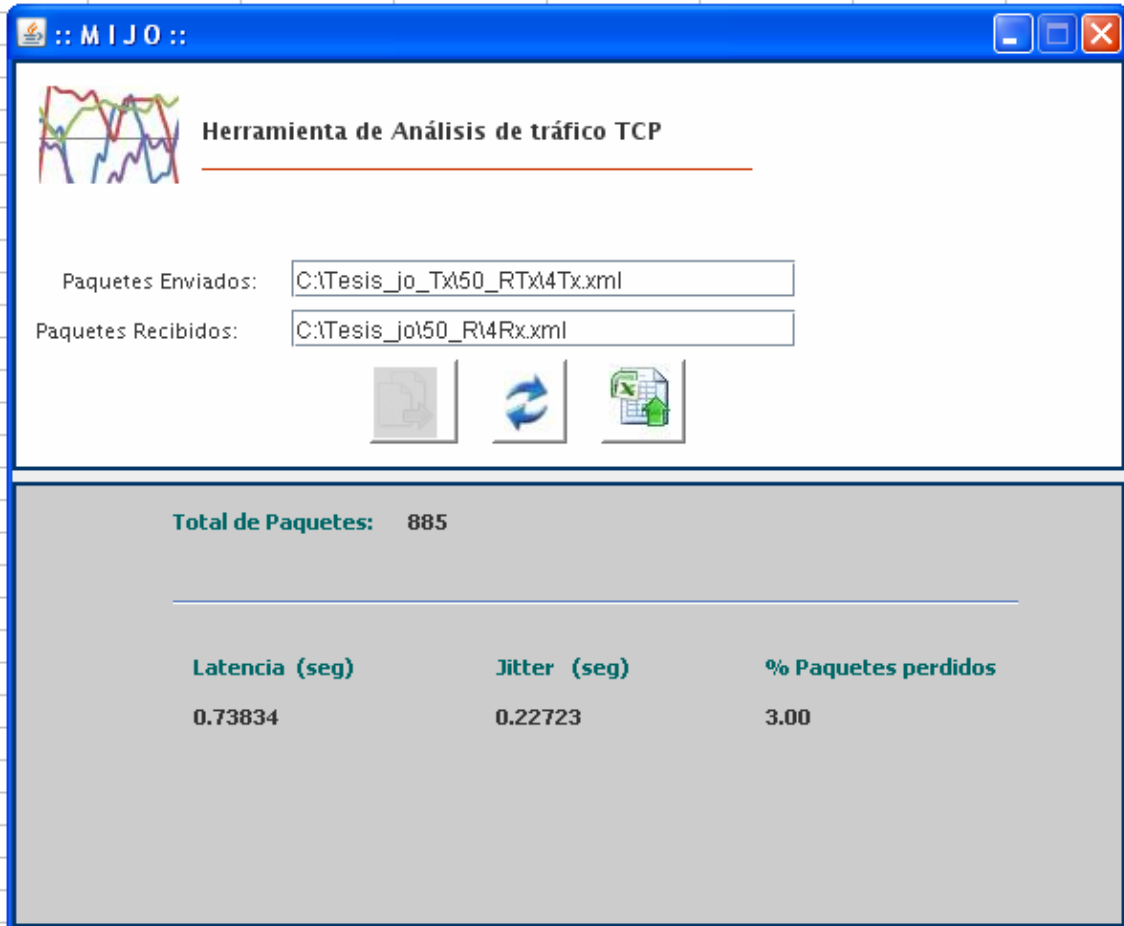 :: M I J O ::
Herramienta de Análisis de tráfico TCP
Paquetes Enviados: C:\Tesis_jo_Tx\50_RTx\4Tx.xml
Paquetes Recibidos: C:\Tesis_jo\50_R\4Rx.xml
Total de Paquetes: 885
Latencia (seg) Jitter (seg) % Paquetes perdidos
0.73834 0.22723 3.00